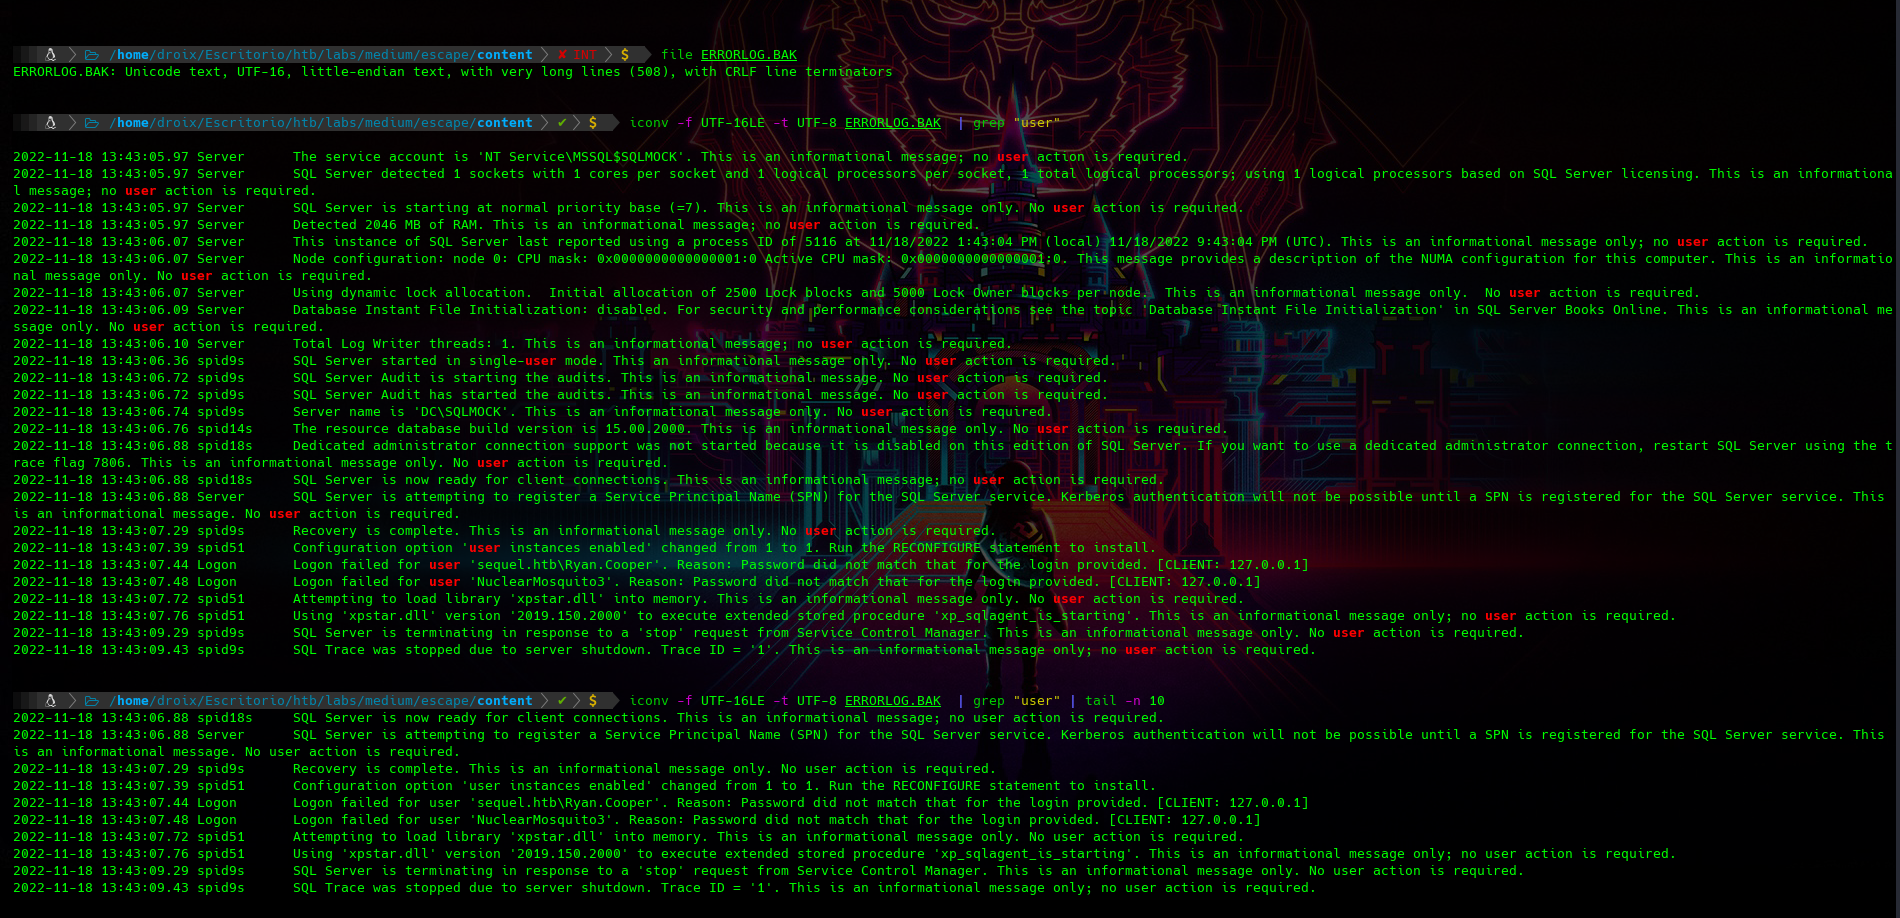 /home/droix/Escritorio/htb/labs/medium/escape/content ✘ INT $ file ERRORLOG.BAK
ERRORLOG.BAK: Unicode text, UTF-16, little-endian text, with very long lines (508), with CRLF line terminators
/home/droix/Escritorio/htb/labs/medium/escape/content ✔ $ iconv -f UTF-16LE -t UTF-8 ERRORLOG.BAK | grep "user"
2022-11-18 13:43:05.97 Server      The service account is 'NT Service\MSSQL$SQLMOCK'. This is an informational message; no user action is required.
2022-11-18 13:43:05.97 Server      SQL Server detected 1 sockets with 1 cores per socket and 1 logical processors per socket, 1 total logical processors; using 1 logical processors based on SQL Server licensing. This is an informationa
l message; no user action is required.
2022-11-18 13:43:05.97 Server      SQL Server is starting at normal priority base (=7). This is an informational message only. No user action is required.
2022-11-18 13:43:05.97 Server      Detected 2046 MB of RAM. This is an informational message; no user action is required.
2022-11-18 13:43:06.07 Server      This instance of SQL Server last reported using a process ID of 5116 at 11/18/2022 1:43:04 PM (local) 11/18/2022 9:43:04 PM (UTC). This is an informational message only; no user action is required.
2022-11-18 13:43:06.07 Server      Node configuration: node 0: CPU mask: 0x0000000000000001:0 Active CPU mask: 0x0000000000000001:0. This message provides a description of the NUMA configuration for this computer. This is an informatio
nal message only. No user action is required.
2022-11-18 13:43:06.07 Server      Using dynamic lock allocation.  Initial allocation of 2500 Lock blocks and 5000 Lock Owner blocks per node.  This is an informational message only.  No user action is required.
2022-11-18 13:43:06.09 Server      Database Instant File Initialization: disabled. For security and performance considerations see the topic 'Database Instant File Initialization' in SQL Server Books Online. This is an informational me
ssage only. No user action is required.
2022-11-18 13:43:06.10 Server      Total Log Writer threads: 1. This is an informational message; no user action is required.
2022-11-18 13:43:06.36 spid9s      SQL Server started in single-user mode. This an informational message only. No user action is required.
2022-11-18 13:43:06.72 spid9s      SQL Server Audit is starting the audits. This is an informational message. No user action is required.
2022-11-18 13:43:06.72 spid9s      SQL Server Audit has started the audits. This is an informational message. No user action is required.
2022-11-18 13:43:06.74 spid9s      Server name is 'DC\SQLMOCK'. This is an informational message only. No user action is required.
2022-11-18 13:43:06.76 spid14s     The resource database build version is 15.00.2000. This is an informational message only. No user action is required.
2022-11-18 13:43:06.88 spid18s     Dedicated administrator connection support was not started because it is disabled on this edition of SQL Server. If you want to use a dedicated administrator connection, restart SQL Server using the t
race flag 7806. This is an informational message only. No user action is required.
2022-11-18 13:43:06.88 spid18s     SQL Server is now ready for client connections. This is an informational message; no user action is required.
2022-11-18 13:43:06.88 Server      SQL Server is attempting to register a Service Principal Name (SPN) for the SQL Server service. Kerberos authentication will not be possible until a SPN is registered for the SQL Server service. This
is an informational message. No user action is required.
2022-11-18 13:43:07.29 spid9s      Recovery is complete. This is an informational message only. No user action is required.
2022-11-18 13:43:07.39 spid51      Configuration option 'user instances enabled' changed from 1 to 1. Run the RECONFIGURE statement to install.
2022-11-18 13:43:07.44 Logon       Logon failed for user 'sequel.htb\Ryan.Cooper'. Reason: Password did not match that for the login provided. [CLIENT: 127.0.0.1]
2022-11-18 13:43:07.48 Logon       Logon failed for user 'NuclearMosquito3'. Reason: Password did not match that for the login provided. [CLIENT: 127.0.0.1]
2022-11-18 13:43:07.72 spid51      Attempting to load library 'xpstar.dll' into memory. This is an informational message only. No user action is required.
2022-11-18 13:43:07.76 spid51      Using 'xpstar.dll' version '2019.150.2000' to execute extended stored procedure 'xp_sqlagent_is_starting'. This is an informational message only; no user action is required.
2022-11-18 13:43:09.29 spid9s      SQL Server is terminating in response to a 'stop' request from Service Control Manager. This is an informational message only. No user action is required.
2022-11-18 13:43:09.43 spid9s      SQL Trace was stopped due to server shutdown. Trace ID = '1'. This is an informational message only; no user action is required.
/home/droix/Escritorio/htb/labs/medium/escape/content ✔ $ iconv -f UTF-16LE -t UTF-8 ERRORLOG.BAK | grep "user" | tail -n 10
2022-11-18 13:43:06.88 spid18s     SQL Server is now ready for client connections. This is an informational message; no user action is required.
2022-11-18 13:43:06.88 Server      SQL Server is attempting to register a Service Principal Name (SPN) for the SQL Server service. Kerberos authentication will not be possible until a SPN is registered for the SQL Server service. This
is an informational message. No user action is required.
2022-11-18 13:43:07.29 spid9s      Recovery is complete. This is an informational message only. No user action is required.
2022-11-18 13:43:07.39 spid51      Configuration option 'user instances enabled' changed from 1 to 1. Run the RECONFIGURE statement to install.
2022-11-18 13:43:07.44 Logon       Logon failed for user 'sequel.htb\Ryan.Cooper'. Reason: Password did not match that for the login provided. [CLIENT: 127.0.0.1]
2022-11-18 13:43:07.48 Logon       Logon failed for user 'NuclearMosquito3'. Reason: Password did not match that for the login provided. [CLIENT: 127.0.0.1]
2022-11-18 13:43:07.72 spid51      Attempting to load library 'xpstar.dll' into memory. This is an informational message only. No user action is required.
2022-11-18 13:43:07.76 spid51      Using 'xpstar.dll' version '2019.150.2000' to execute extended stored procedure 'xp_sqlagent_is_starting'. This is an informational message only; no user action is required.
2022-11-18 13:43:09.29 spid9s      SQL Server is terminating in response to a 'stop' request from Service Control Manager. This is an informational message only. No user action is required.
2022-11-18 13:43:09.43 spid9s      SQL Trace was stopped due to server shutdown. Trace ID = '1'. This is an informational message only; no user action is required.